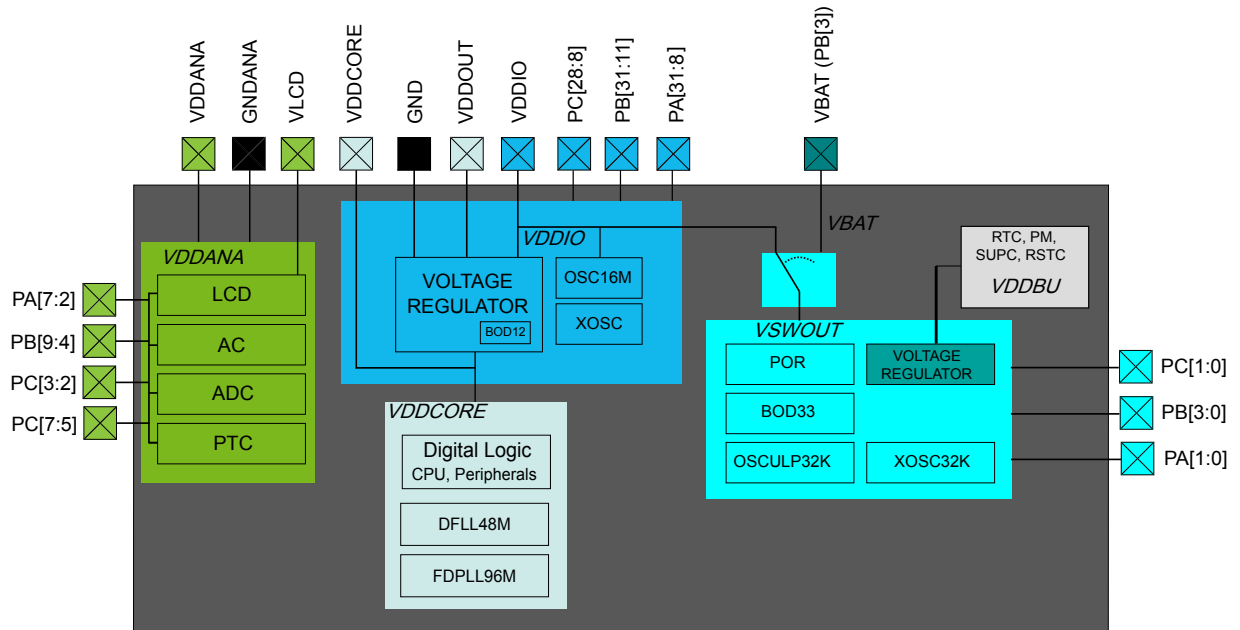 VDDANA
GNDANA
VLCD
VDDCORE
GND
VDDOUT
VDDIO
PC[28:8]
PB[31:11]
PA[31:8]
VBAT (PB[3])
PA[7:2]
PB[9:4]
PC[3:2]
PC[7:5]
VDDANA
LCD
AC
ADC
PTC
VDDIO
VOLTAGE
REGULATOR
BOD12
OSC16M
XOSC
VDDCORE
Digital Logic
CPU, Peripherals
DFLL48M
FDPLL96M
VBAT
RTC, PM,
SUPC, RSTC
VDDBU
VSWOUT
POR
VOLTAGE
REGULATOR
BOD33
OSCULP32K
XOSC32K
PC[1:0]
PB[3:0]
PA[1:0]